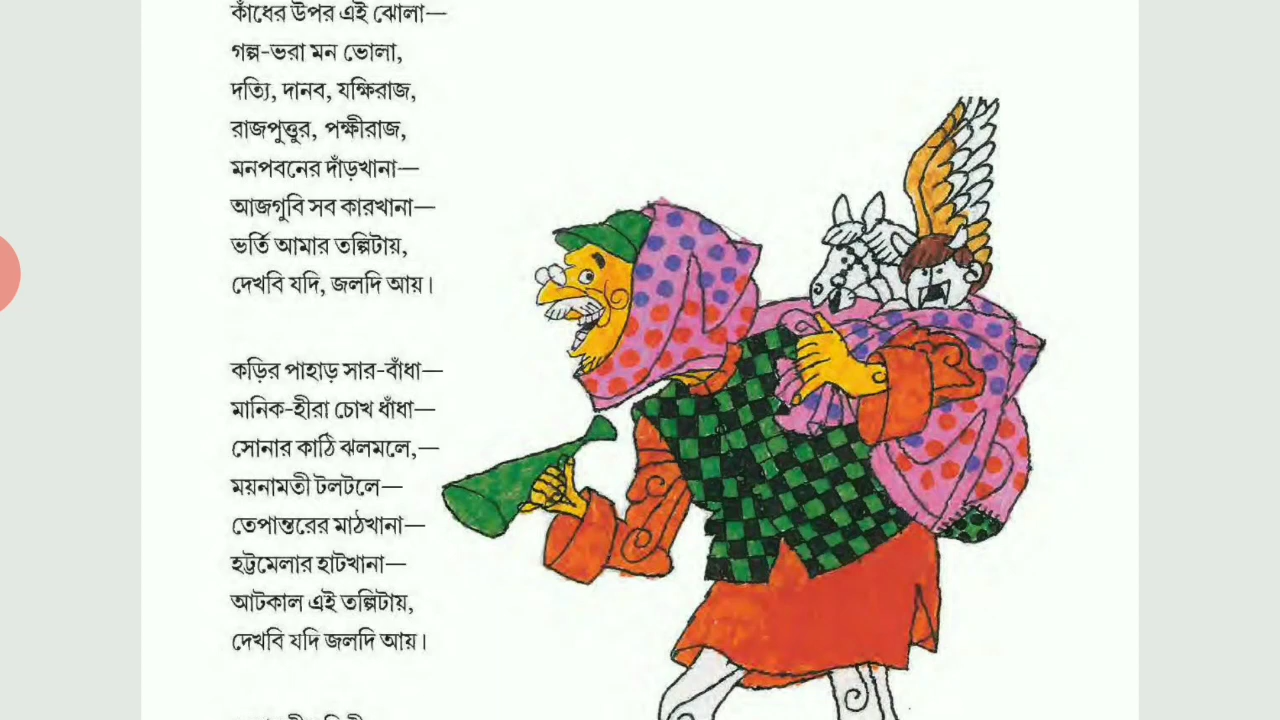 কাঁধের উপর এই ঝোলা—
গল্প-ভরা মন ভোলা,
দত্যি, দানব, যক্ষিরাজ,
রাজপুত্তুর, পক্ষীরাজ,
মনপবনের দাঁড়খানা—
আজগুবি সব কারখানা—
ভর্তি আমার তল্পিটায়,
দেখবি যদি, জলদি আয়।
কড়ির পাহাড় সার-বাঁধা—
মানিক-হীরা চোখ ধাঁধা—
সোনার কাঠি ঝলমলে,—
ময়নামতী টলটলে—
তেপান্তরের মাঠখানা—
হট্টমেলার হাটখানা—
আটকাল এই তল্পিটায়,
দেখবি যদি জলদি আয়।